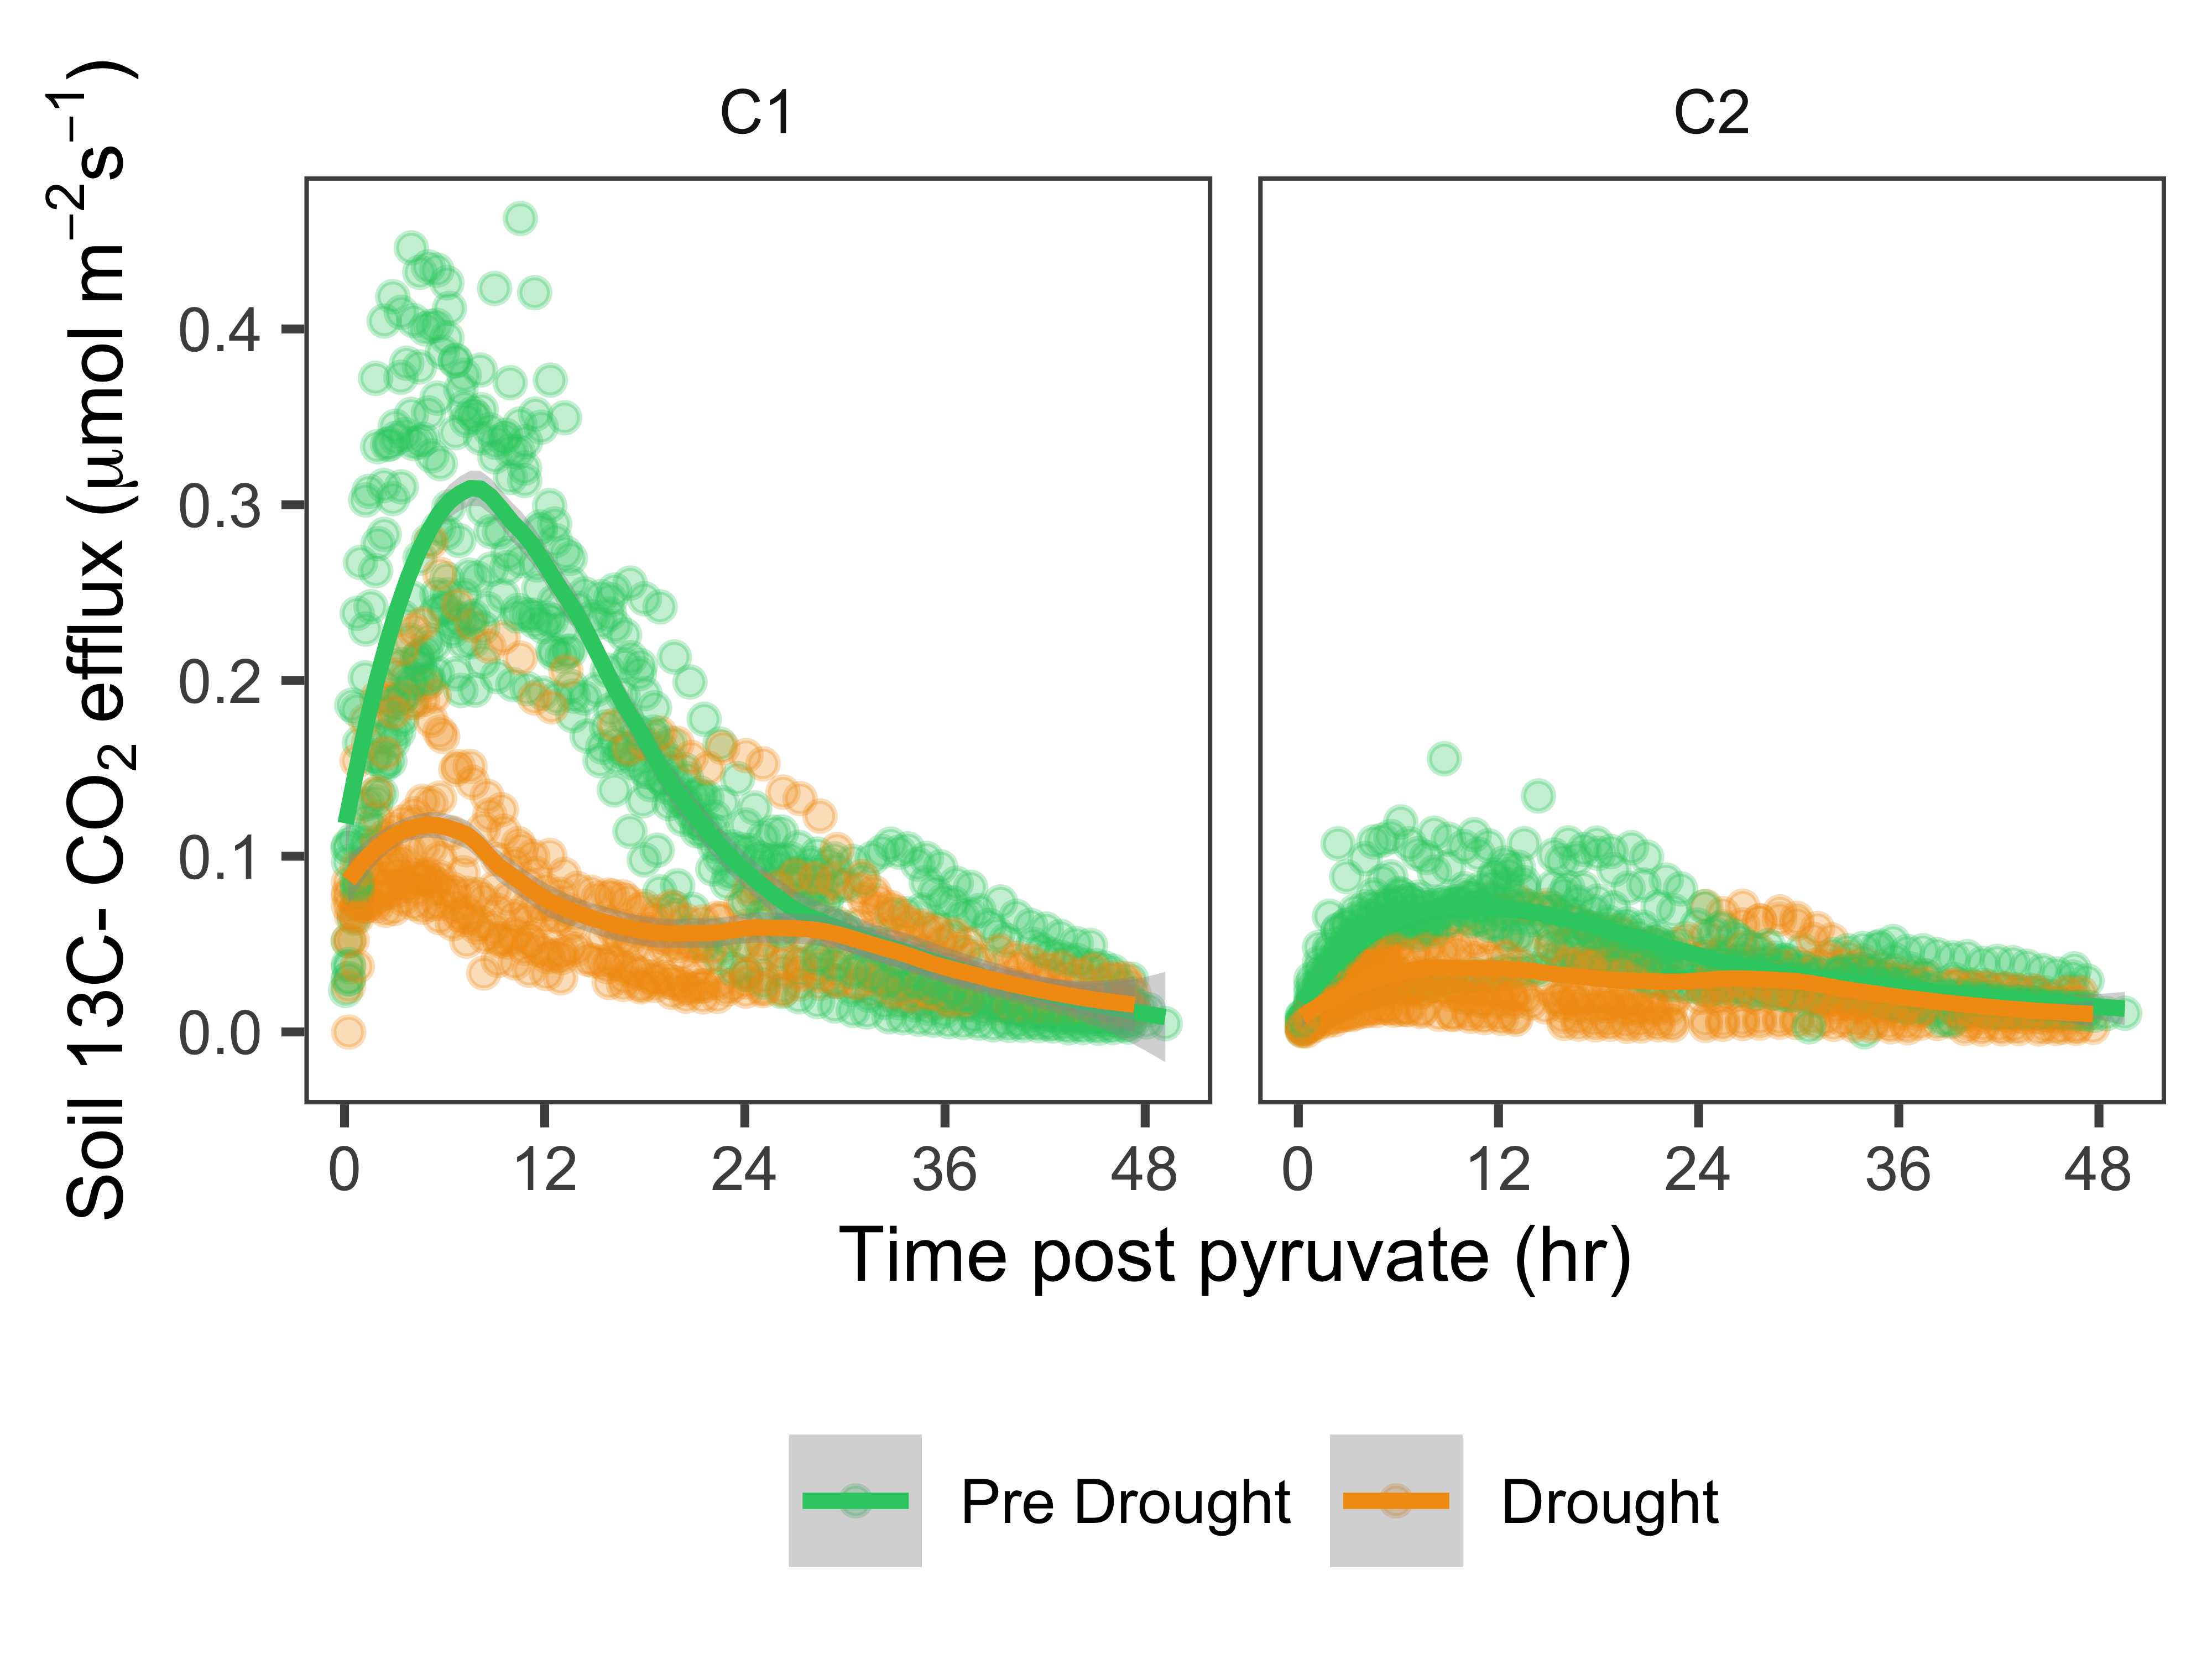 C1 C2
Soil 13C- CO₂ efflux (μmol m⁻²s⁻¹)
0.4
0.3
0.2
0.1
0.0
0 12 24 36 48 0 12 24 36 48
Time post pyruvate (hr)
Pre Drought Drought